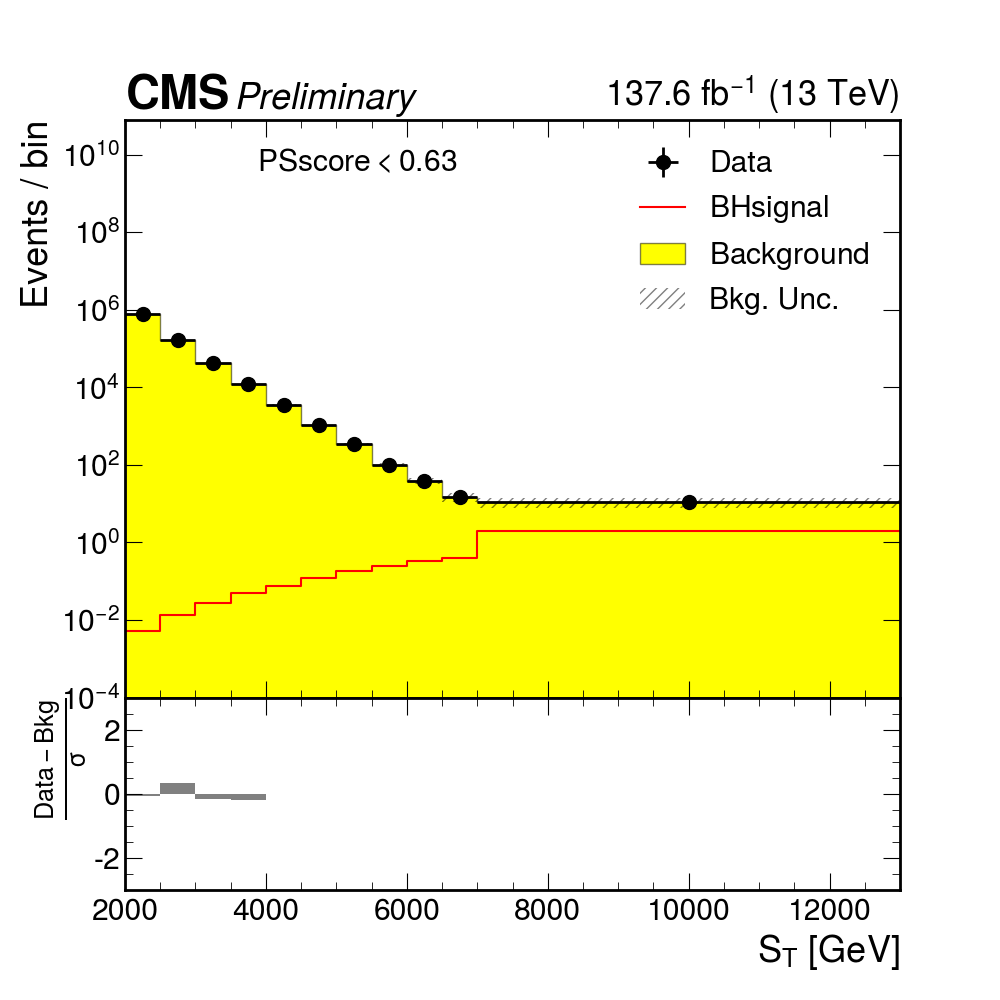 CMS Preliminary 137.6 fb⁻¹ (13 TeV)
Events / bin
PSscore < 0.63
Data
BHsignal
Background
Bkg. Unc.
10¹⁰
10⁸
10⁶
10⁴
10²
10⁰
10⁻²
10⁻⁴
Data – Bkg
σ
2
0
-2
2000 4000 6000 8000 10000 12000
S_T [GeV]